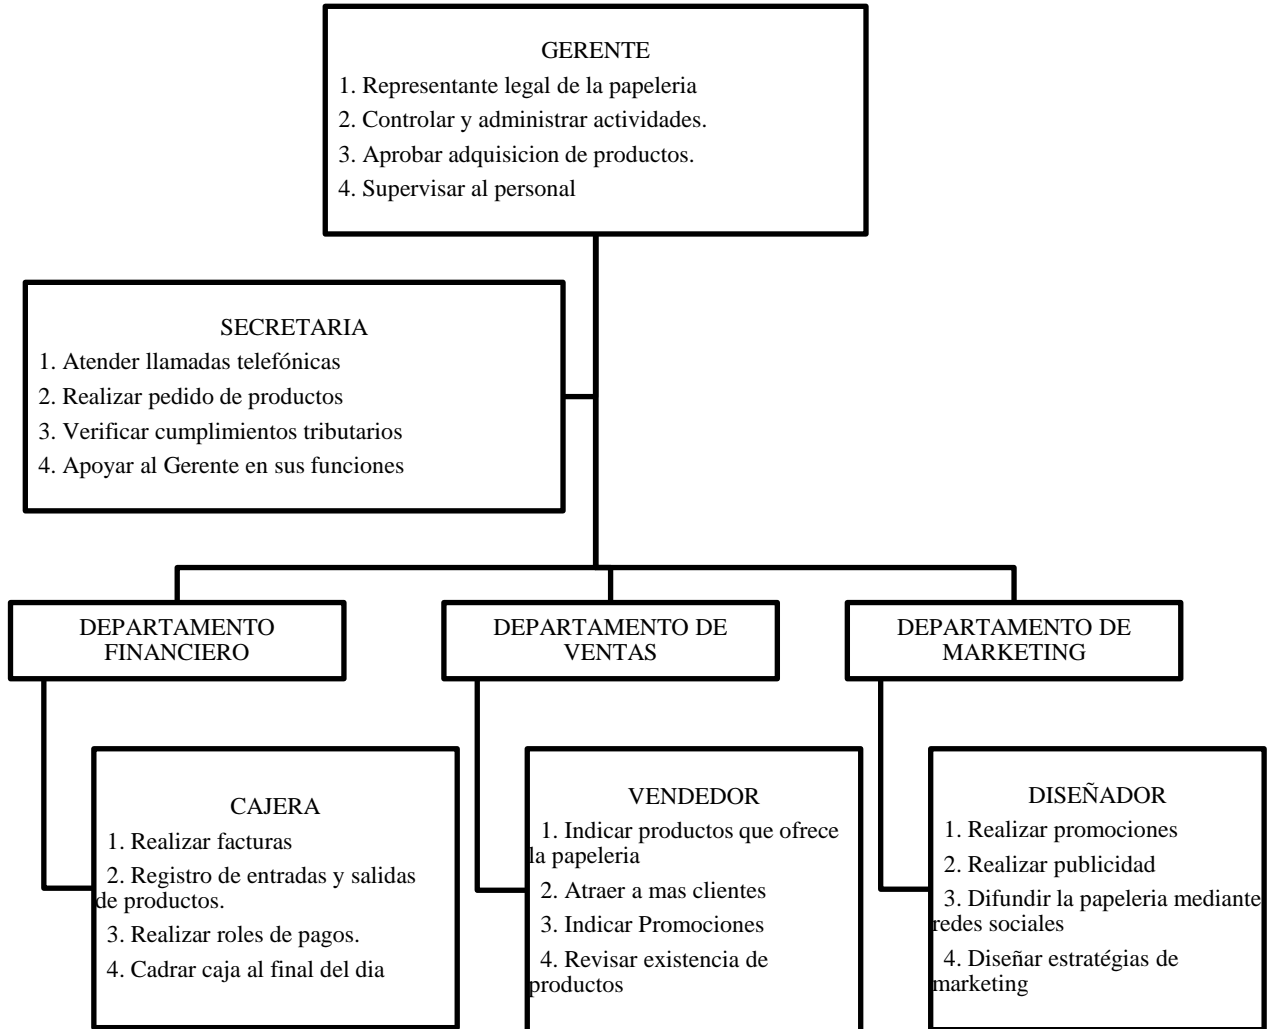 GERENTE
1. Representante legal de la papeleria
2. Controlar y administrar actividades.
3. Aprobar adquisicion de productos.
4. Supervisar al personal
SECRETARIA
1. Atender llamadas telefónicas
2. Realizar pedido de productos
3. Verificar cumplimientos tributarios
4. Apoyar al Gerente en sus funciones
DEPARTAMENTO
FINANCIERO
DEPARTAMENTO DE
VENTAS
DEPARTAMENTO DE
MARKETING
CAJERA
1. Realizar facturas
2. Registro de entradas y salidas
de productos.
3. Realizar roles de pagos.
4. Cadrar caja al final del dia
VENDEDOR
1. Indicar productos que ofrece
la papeleria
2. Atraer a mas clientes
3. Indicar Promociones
4. Revisar existencia de
productos
DISEÑADOR
1. Realizar promociones
2. Realizar publicidad
3. Difundir la papeleria mediante
redes sociales
4. Diseñar estratégias de
marketing